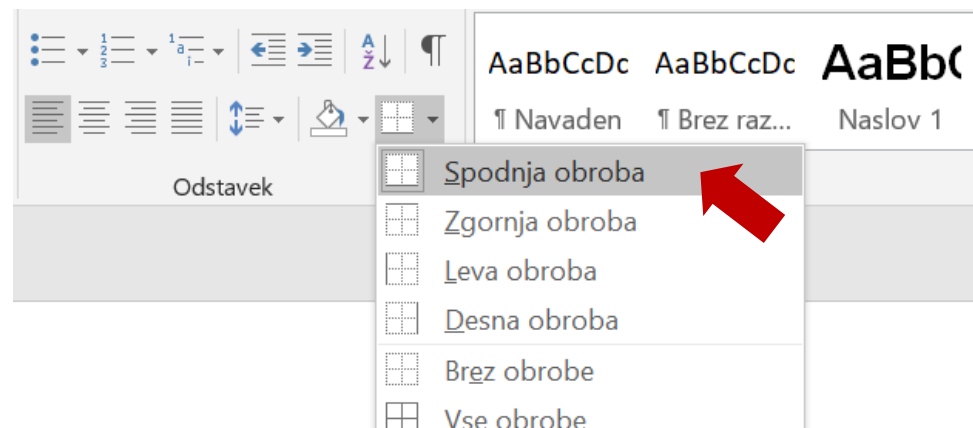 AaBbCcDc AaBbCcDc AaBb(
¶ Navaden ¶ Brez raz... Naslov 1
Odstavek
Spodnja obroba
Zgornja obroba
Leva obroba
Desna obroba
Brez obrobe
Vse obrobe